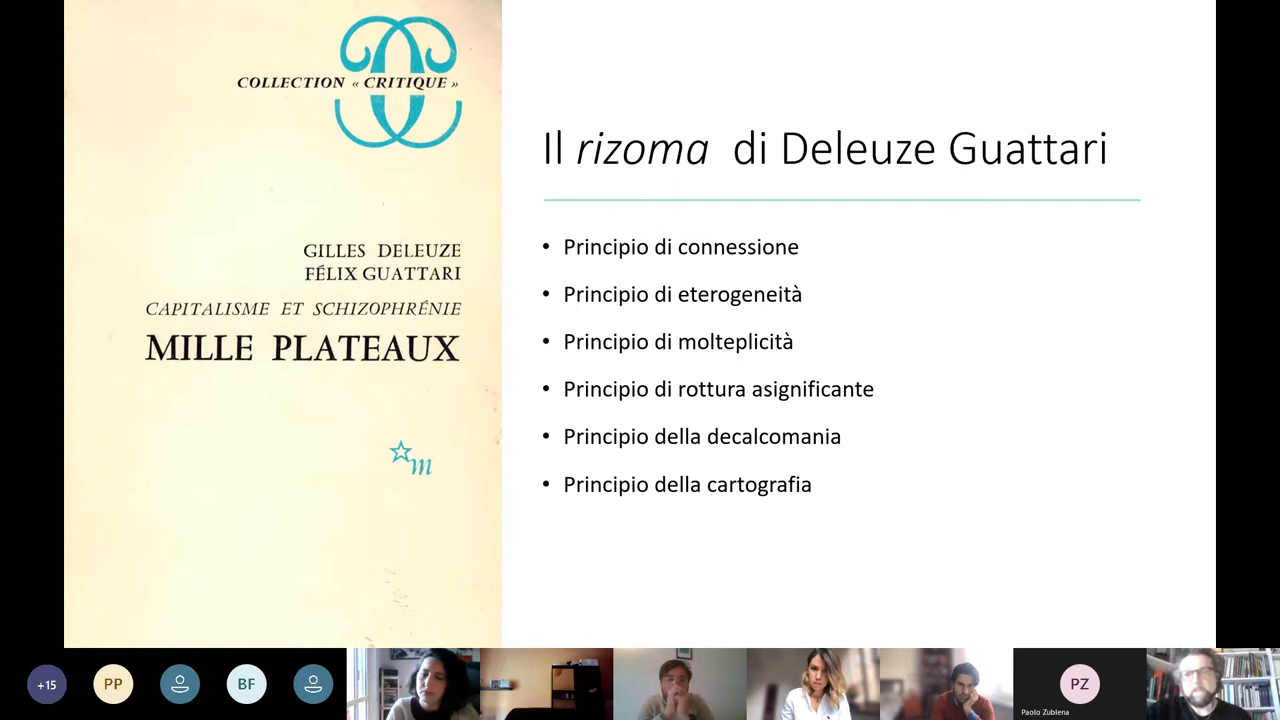 COLLECTION « CRITIQUE »
GILLES DELEUZE
FÉLIX GUATTARI
CAPITALISME ET SCHIZOPHRÉNIE
MILLE PLATEAUX
m
Il rizoma di Deleuze Guattari
• Principio di connessione
• Principio di eterogeneità
• Principio di molteplicità
• Principio di rottura asignificante
• Principio della decalcomania
• Principio della cartografia
+15
PP
BF
PZ
Paolo Zublena